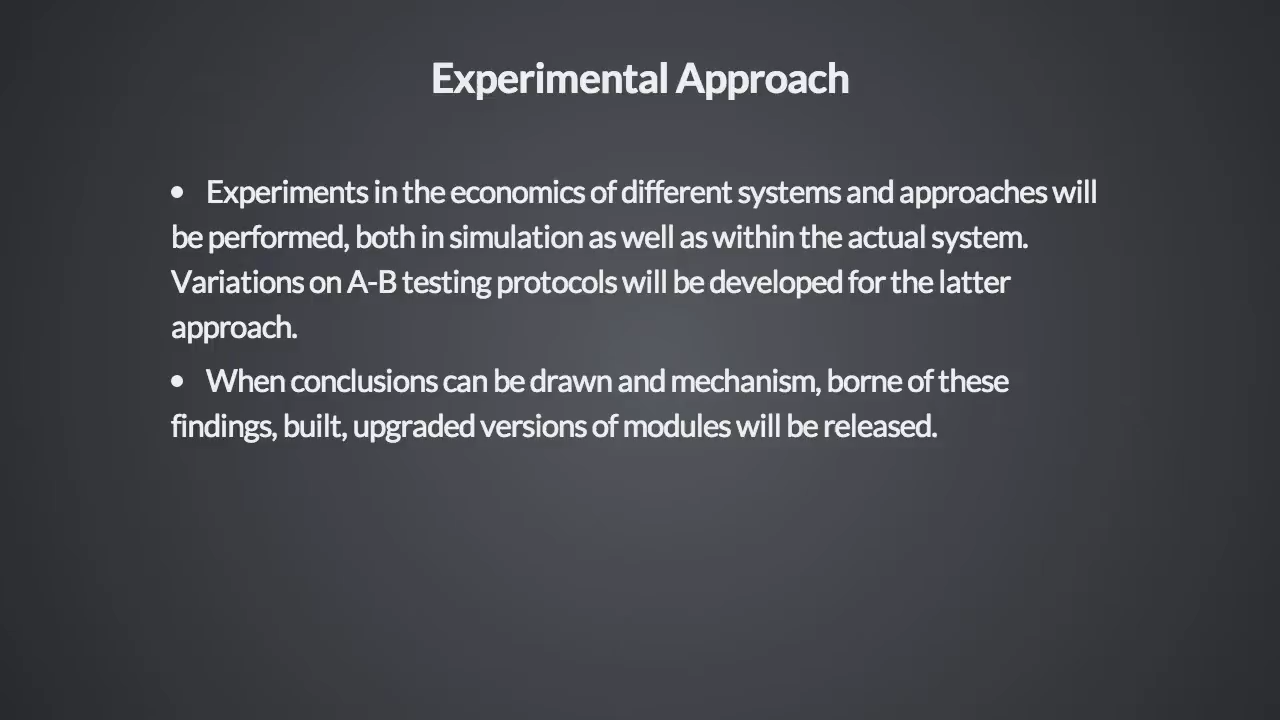 Experimental Approach
• Experiments in the economics of different systems and approaches will
be performed, both in simulation as well as within the actual system.
Variations on A-B testing protocols will be developed for the latter
approach.
• When conclusions can be drawn and mechanism, borne of these
findings, built, upgraded versions of modules will be released.